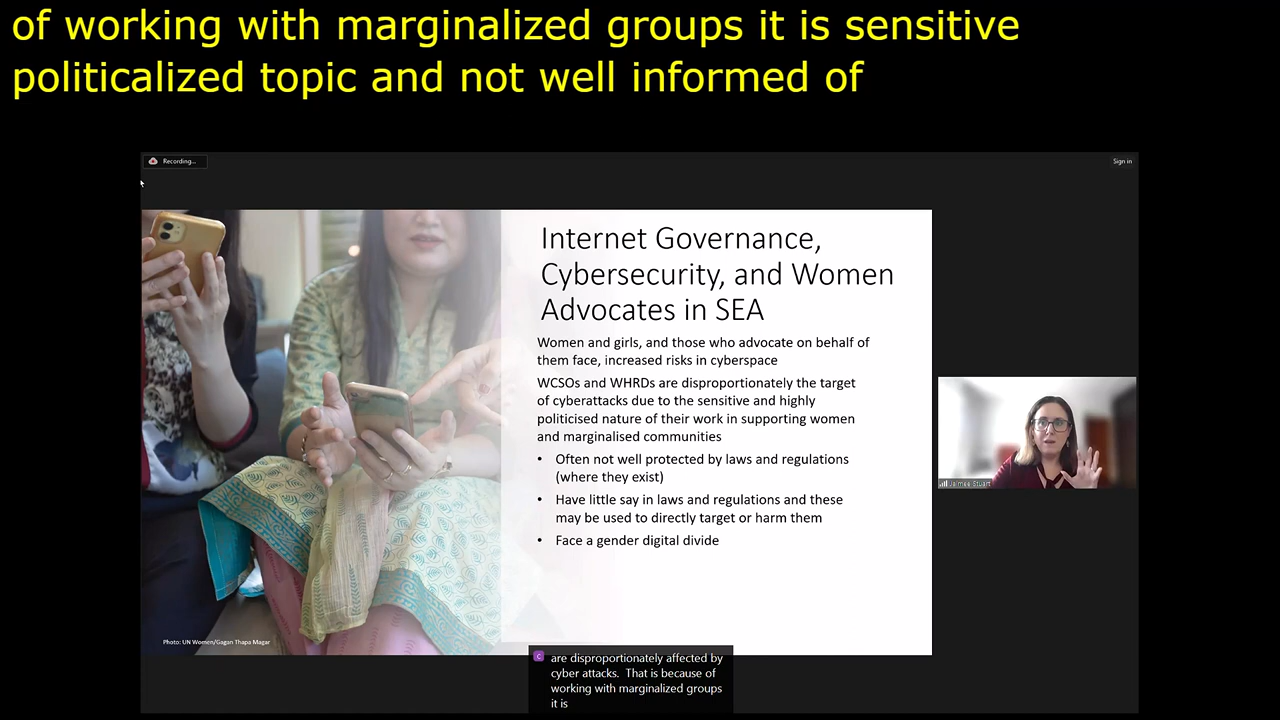 of working with marginalized groups it is sensitive
politicalized topic and not well informed of
Recording...
Sign in
Internet Governance,
Cybersecurity, and Women
Advocates in SEA
Women and girls, and those who advocate on behalf of
them face, increased risks in cyberspace
WCSOs and WHRDs are disproportionately the target
of cyberattacks due to the sensitive and highly
politicised nature of their work in supporting women
and marginalised communities
• Often not well protected by laws and regulations
(where they exist)
• Have little say in laws and regulations and these
may be used to directly target or harm them
• Face a gender digital divide
Jaimee Stuart
Photo: UN Women/Gagan Thapa Magar
C
are disproportionately affected by
cyber attacks. That is because of
working with marginalized groups
it is